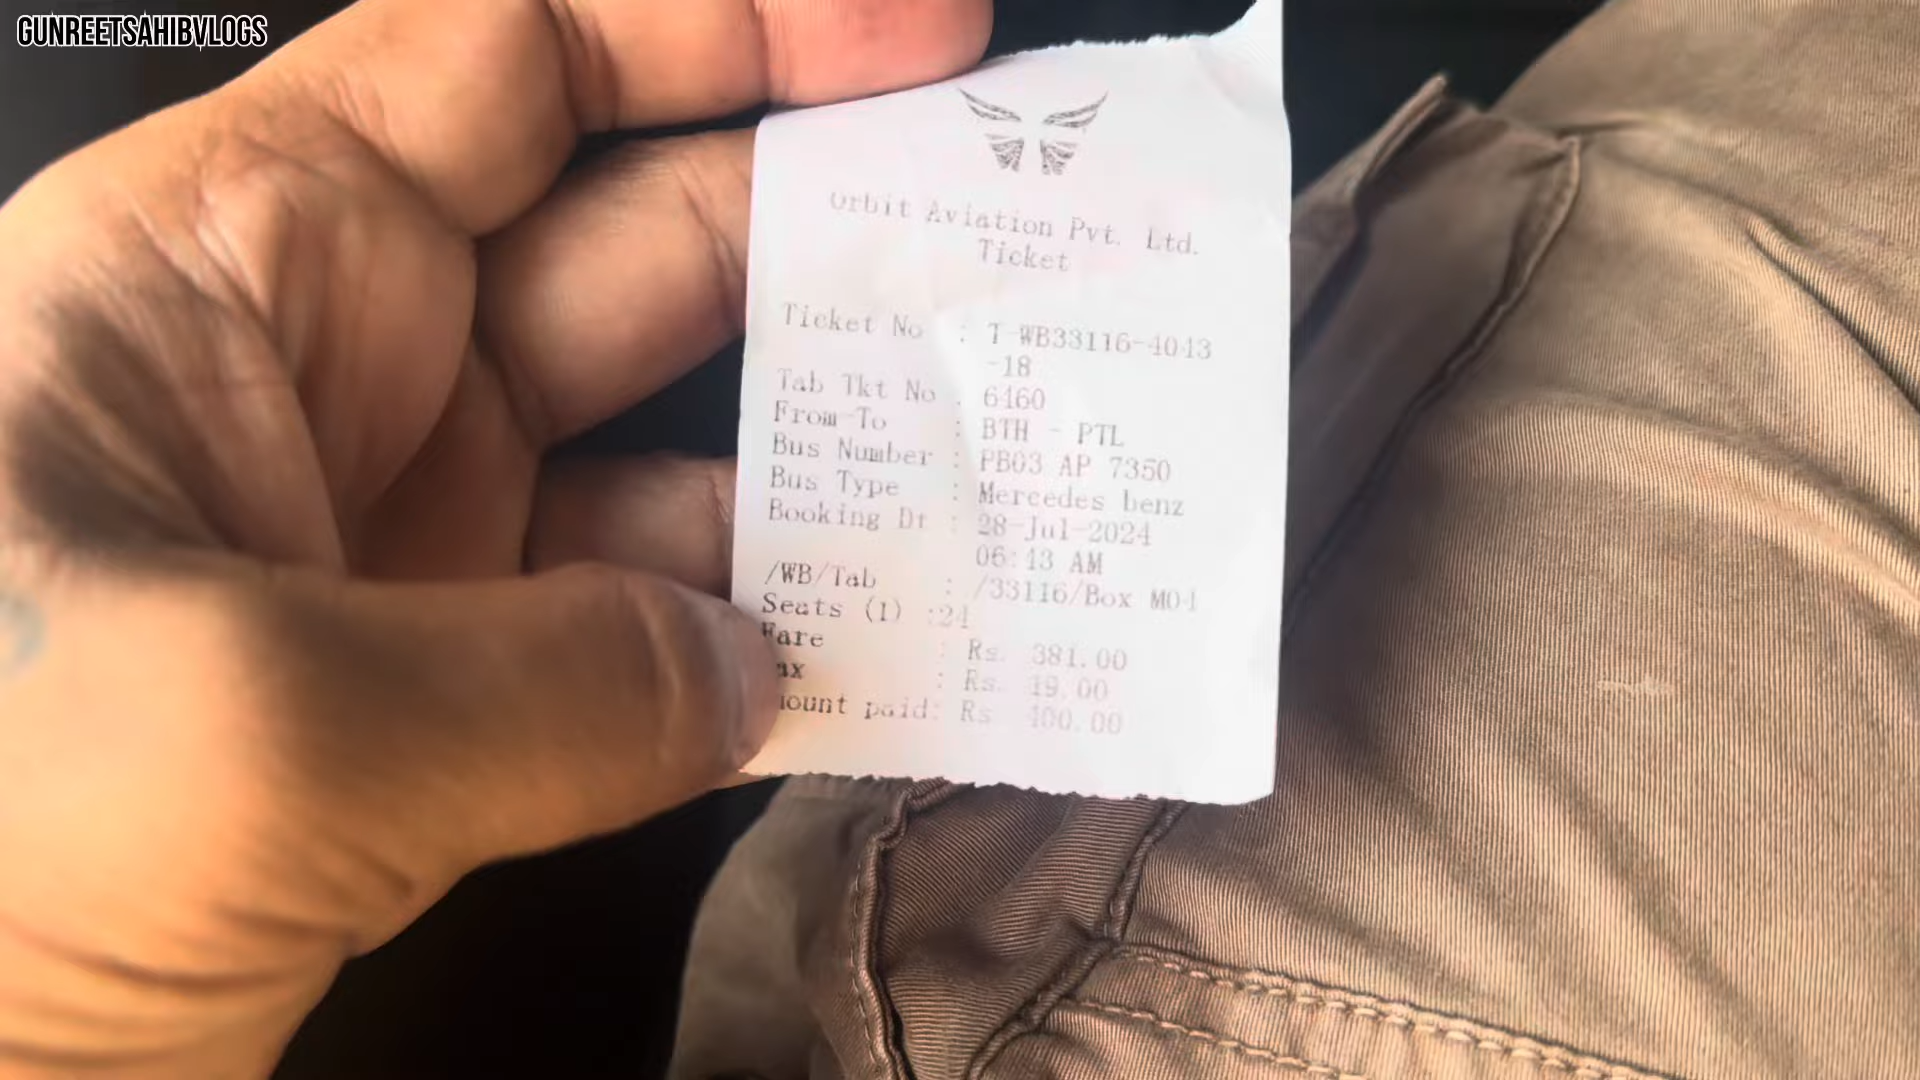 GUNREETSAHIBVLOGS
Orbit Aviation Pvt. Ltd.
Ticket
Ticket No : T-WB33116-4043
-18
Tab Tkt No : 6460
From-To : BTH - PTL
Bus Number : PB03 AP 7350
Bus Type : Mercedes benz
Booking Dt : 28-Jul-2024
06:43 AM
/WB/Tab : /33116/Box M04
Seats (1) :24
Fare : Rs. 381.00
ax : Rs. 19.00
mount paid: Rs. 400.00